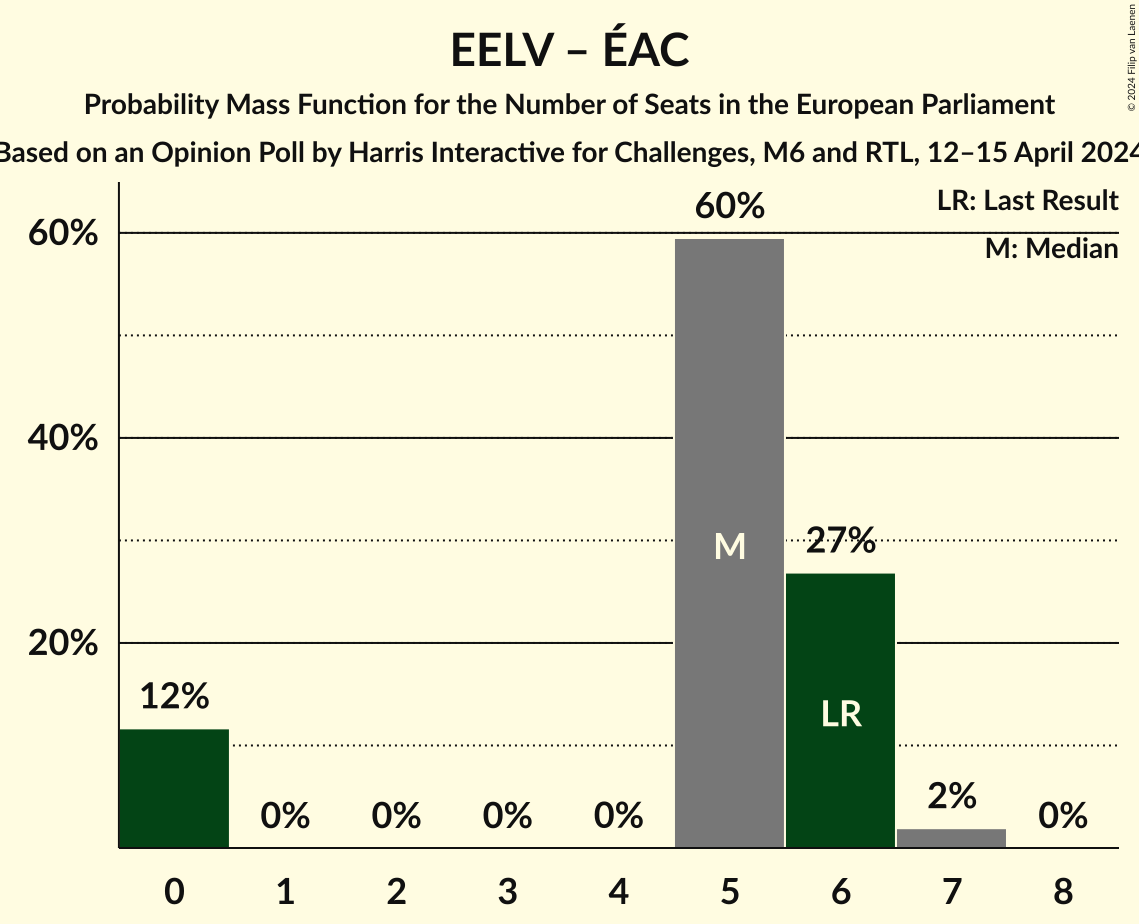 EELV – ÉAC
Probability Mass Function for the Number of Seats in the European Parliament
Based on an Opinion Poll by Harris Interactive for Challenges, M6 and RTL, 12–15 April 2024
© 2024 Filip van Laenen
LR: Last Result
M: Median
60%
40%
20%
12%
0%
0%
0%
0%
60%
27%
2%
0%
M
LR
0 1 2 3 4 5 6 7 8